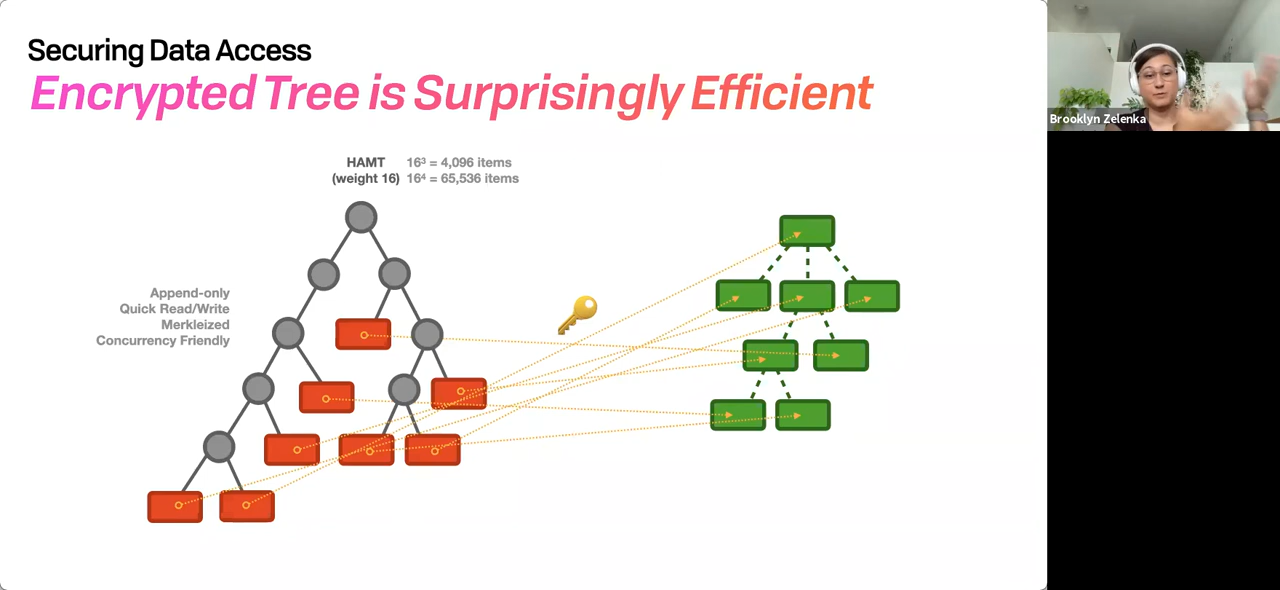 Securing Data Access
Encrypted Tree is Surprisingly Efficient
HAMT 16³ = 4,096 items
(weight 16) 16⁴ = 65,536 items
Append-only
Quick Read/Write
Merkleized
Concurrency Friendly
Brooklyn Zelenka